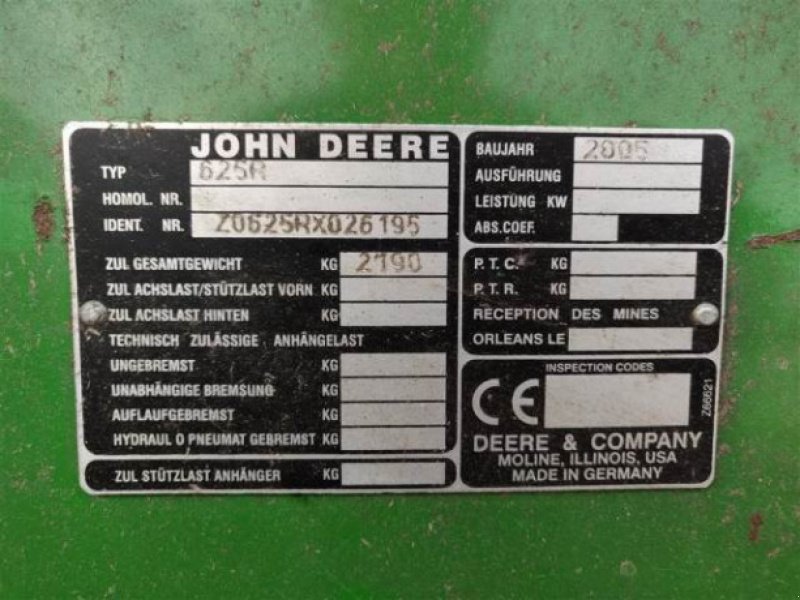 JOHN DEERE
TYP 625R
HOMOL. NR.
IDENT. NR. Z0625RX026195
ZUL GESAMTGEWICHT KG 2190
ZUL ACHSLAST/STÜTZLAST VORN KG
ZUL ACHSLAST HINTEN KG
TECHNISCH ZULÄSSIGE ANHÄNGELAST
UNGEBREMST KG
UNABHÄNGIGE BREMSUNG KG
AUFLAUFGEBREMST KG
HYDRAUL O PNEUMAT GEBREMST KG
ZUL STÜTZLAST ANHÄNGER KG
BAUJAHR 2005
AUSFÜHRUNG
LEISTUNG KW
ABS.COEF.
P.T.C. KG
P.T.R. KG
RÉCEPTION DES MINES
ORLEANS LE
INSPECTION CODES
CE
Z66621
DEERE & COMPANY
MOLINE, ILLINOIS, USA
MADE IN GERMANY